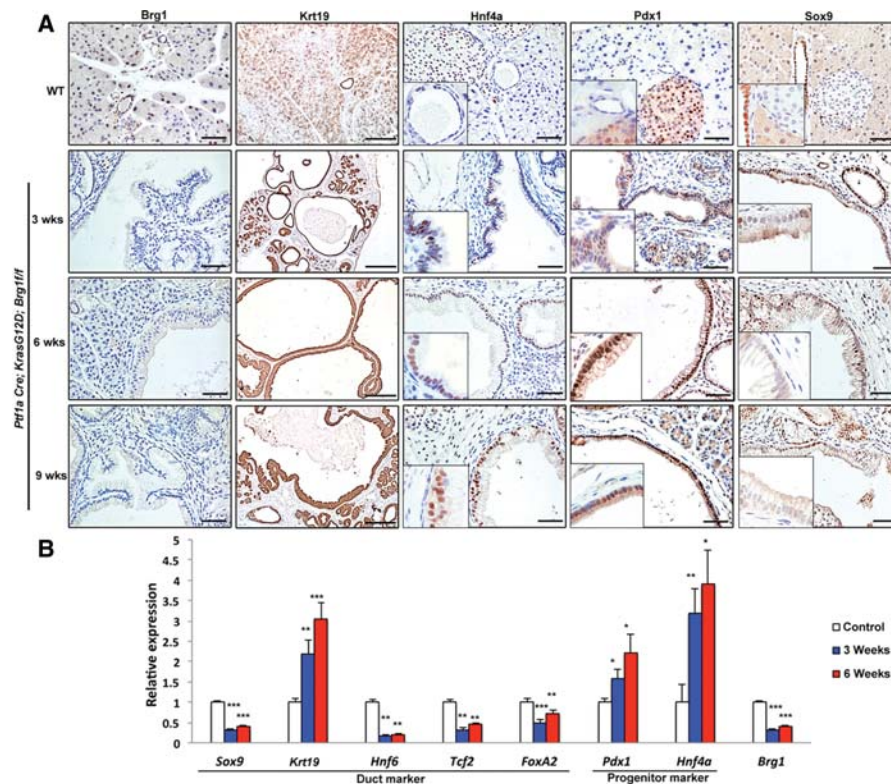 A
Brg1 Krt19 Hnf4a Pdx1 Sox9
WT
3 wks
6 wks
9 wks
Ptf1a Cre; KrasG12D; Brg1f/f
B
Relative expression
5
4.5
4
3.5
3
2.5
2
1.5
1
0.5
0
*** ***
** ***
** **
** **
*** **
* *
** *
*** ***
Control
3 Weeks
6 Weeks
Sox9 Krt19 Hnf6 Tcf2 FoxA2 Pdx1 Hnf4a Brg1
Duct marker Progenitor marker